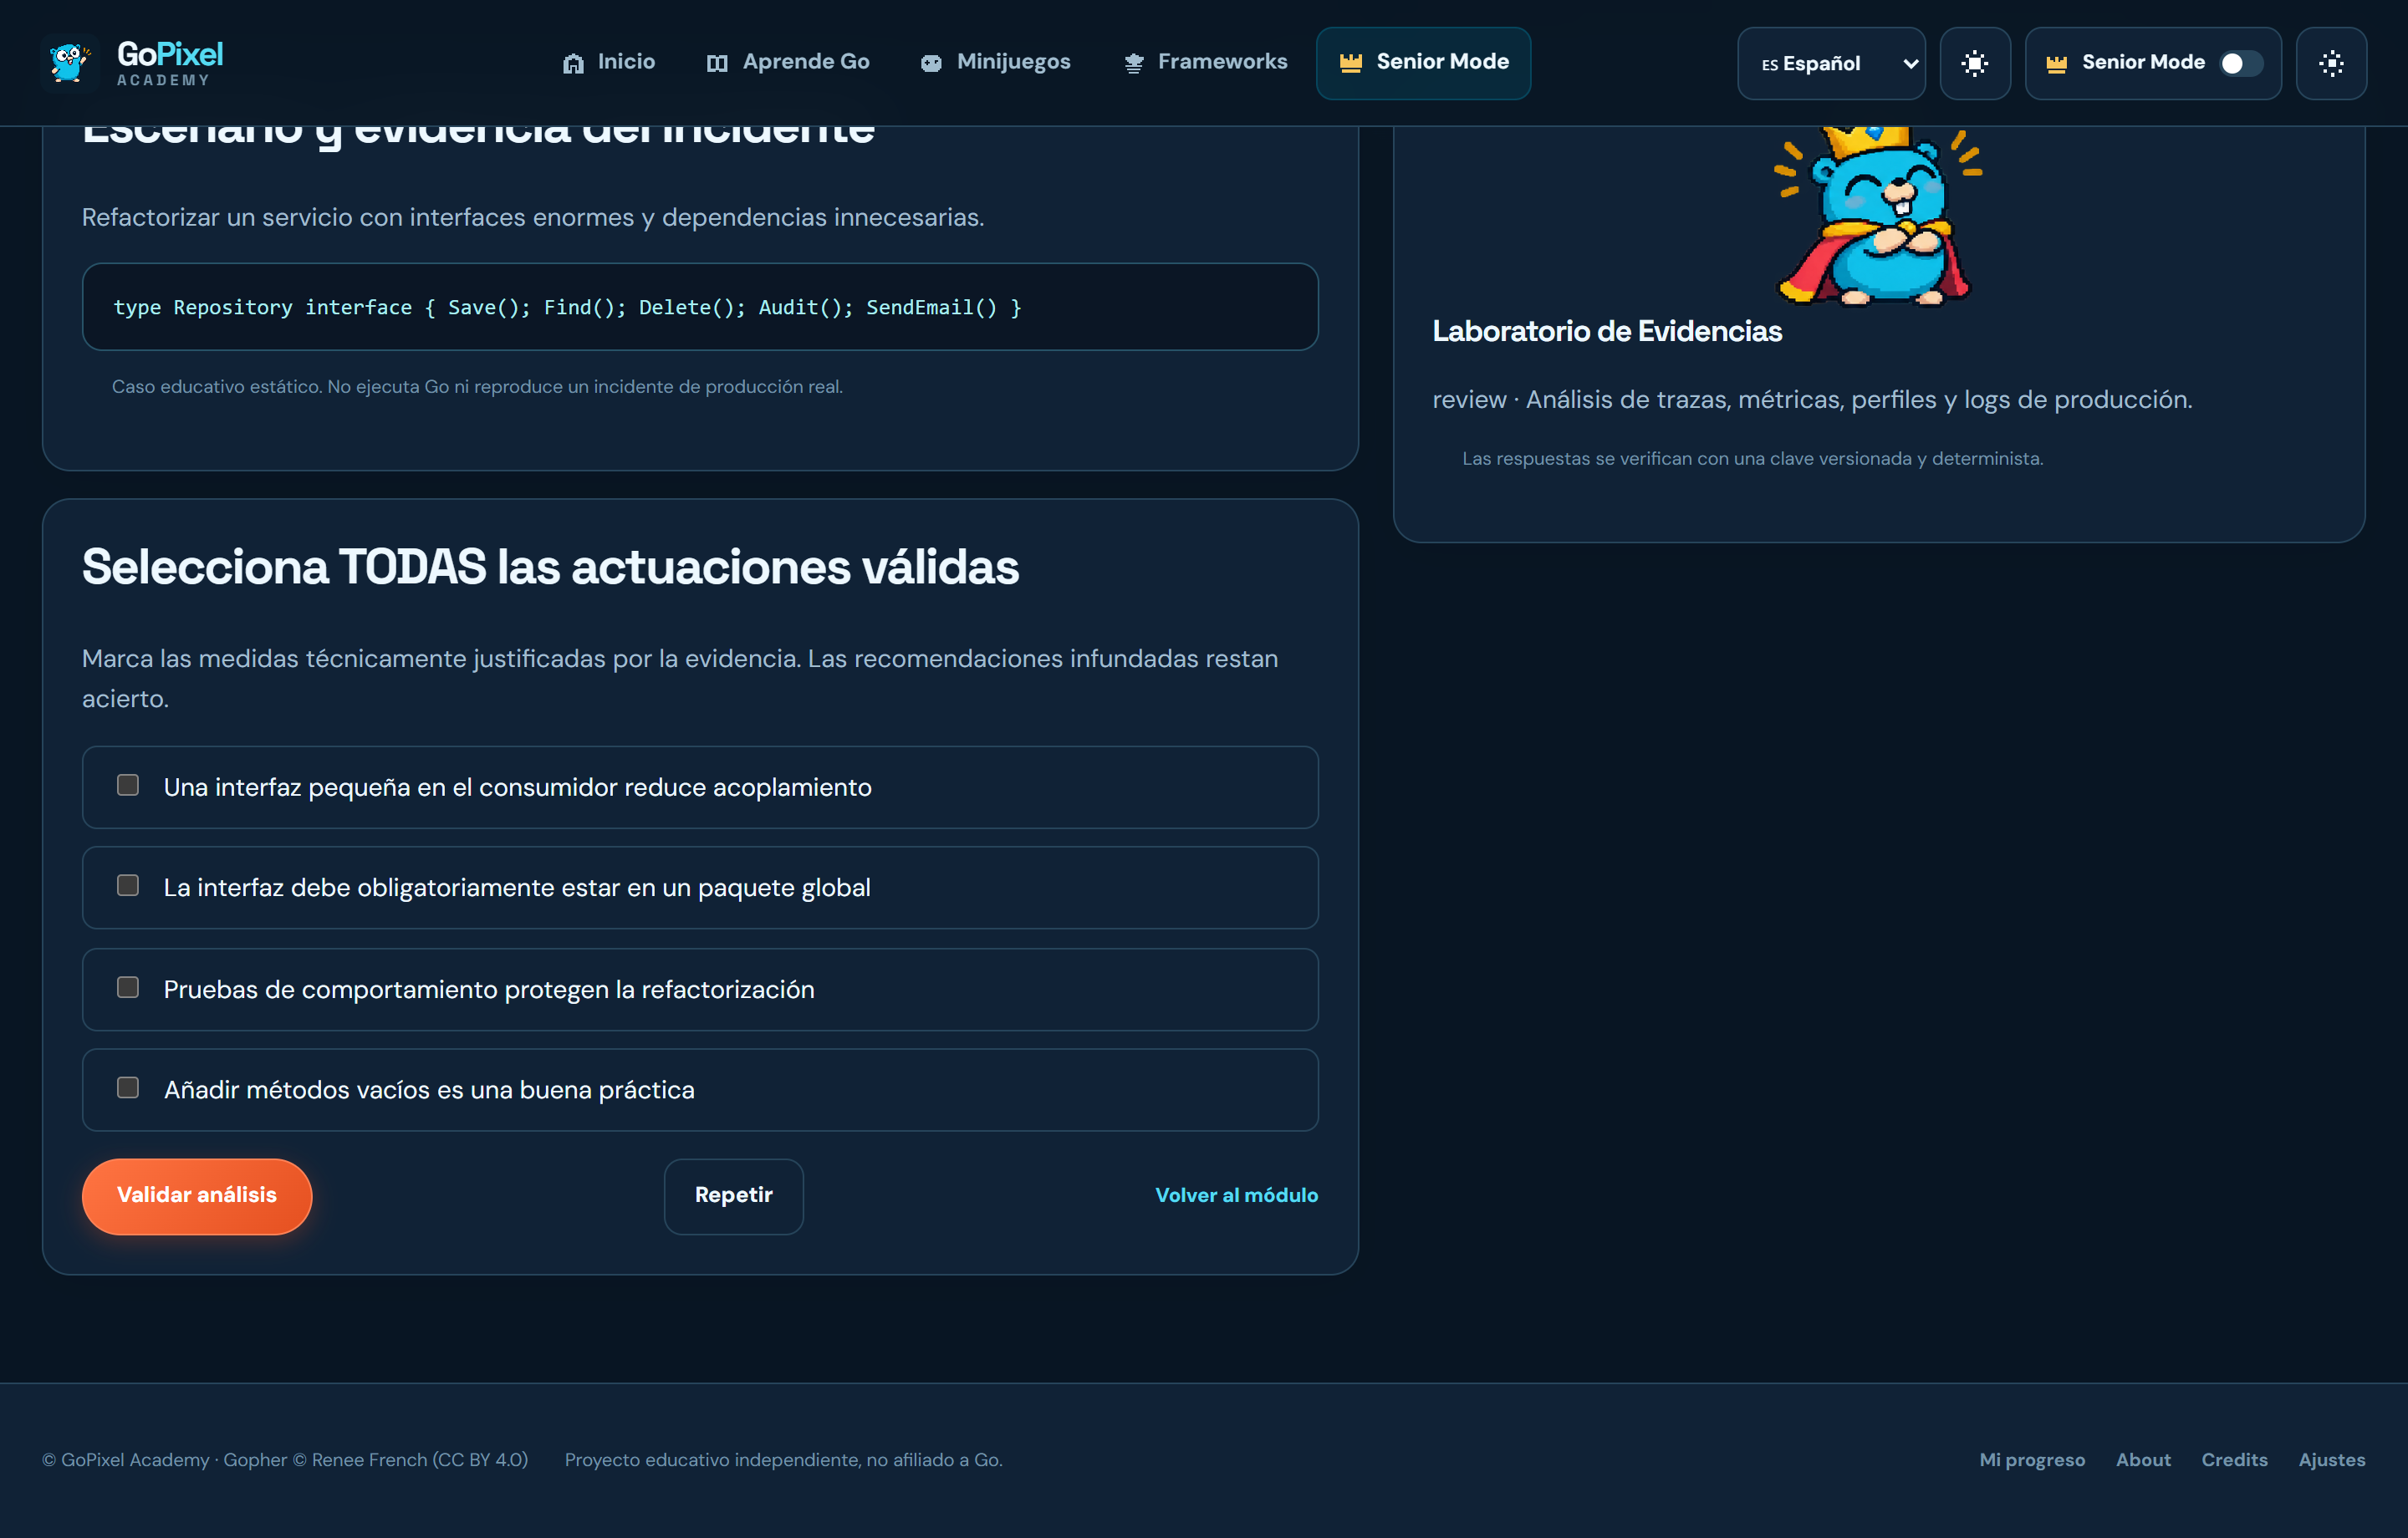 GoPixel
ACADEMY
Inicio
Aprende Go
Minijuegos
Frameworks
Senior Mode
ES Español
Senior Mode
Escenario y evidencia del incidente
Refactorizar un servicio con interfaces enormes y dependencias innecesarias.
type Repository interface { Save(); Find(); Delete(); Audit(); SendEmail() }
Caso educativo estático. No ejecuta Go ni reproduce un incidente de producción real.
Laboratorio de Evidencias
review · Análisis de trazas, métricas, perfiles y logs de producción.
Las respuestas se verifican con una clave versionada y determinista.
Selecciona TODAS las actuaciones válidas
Marca las medidas técnicamente justificadas por la evidencia. Las recomendaciones infundadas restan
acierto.
Una interfaz pequeña en el consumidor reduce acoplamiento
La interfaz debe obligatoriamente estar en un paquete global
Pruebas de comportamiento protegen la refactorización
Añadir métodos vacíos es una buena práctica
Validar análisis
Repetir
Volver al módulo
© GoPixel Academy · Gopher © Renee French (CC BY 4.0)
Proyecto educativo independiente, no afiliado a Go.
Mi progreso
About
Credits
Ajustes